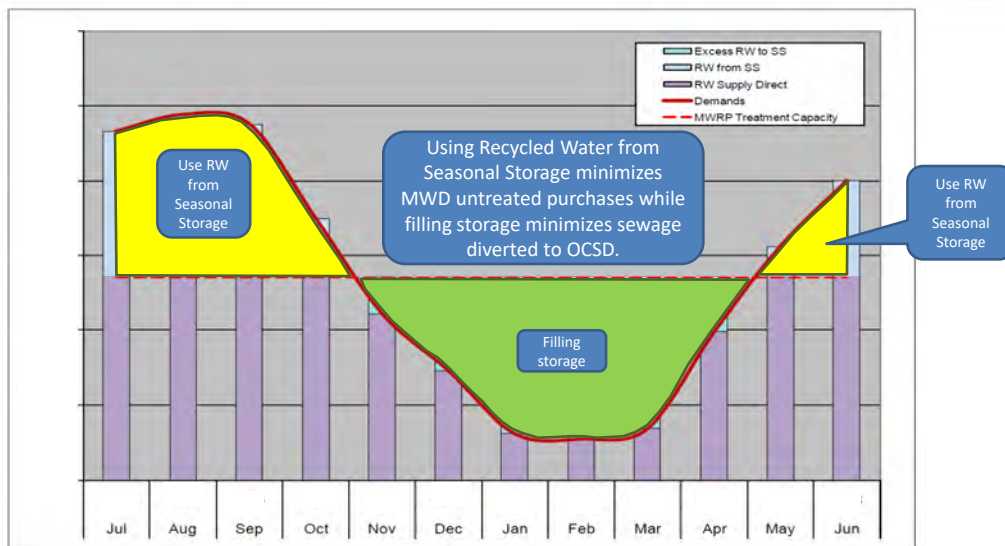 Excess RW to SS
RW from SS
RW Supply Direct
Demands
MWRP Treatment Capacity
Use RW
from
Seasonal
Storage
Using Recycled Water from
Seasonal Storage minimizes
MWD untreated purchases while
filling storage minimizes sewage
diverted to OCSD.
Use RW
from
Seasonal
Storage
Filling
storage
Jul Aug Sep Oct Nov Dec Jan Feb Mar Apr May Jun